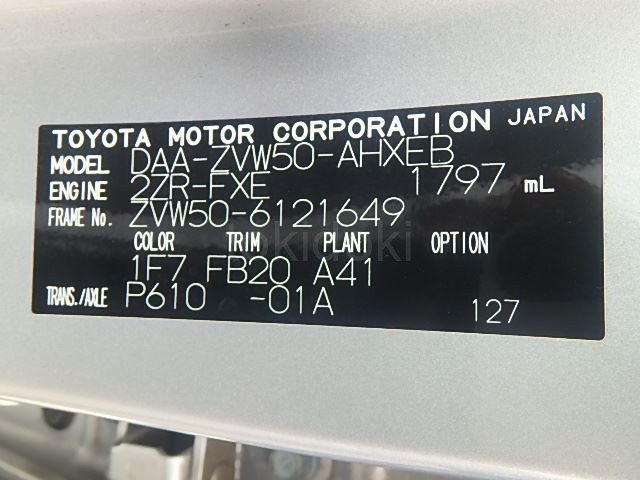 TOYOTA MOTOR CORPORATION JAPAN
MODEL DAA-ZVW50-AHXEB
ENGINE 2ZR-FXE 1797 mL
FRAME No. ZVW50-6121649
COLOR TRIM PLANT OPTION
1F7 FB20 A41
TRANS./AXLE P610 -01A 127